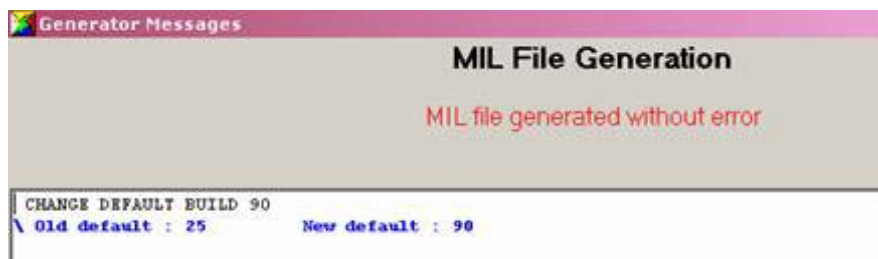 Generator Messages
MIL File Generation
MIL file generated without error
CHANGE DEFAULT BUILD 90
\ Old default : 25 New default : 90